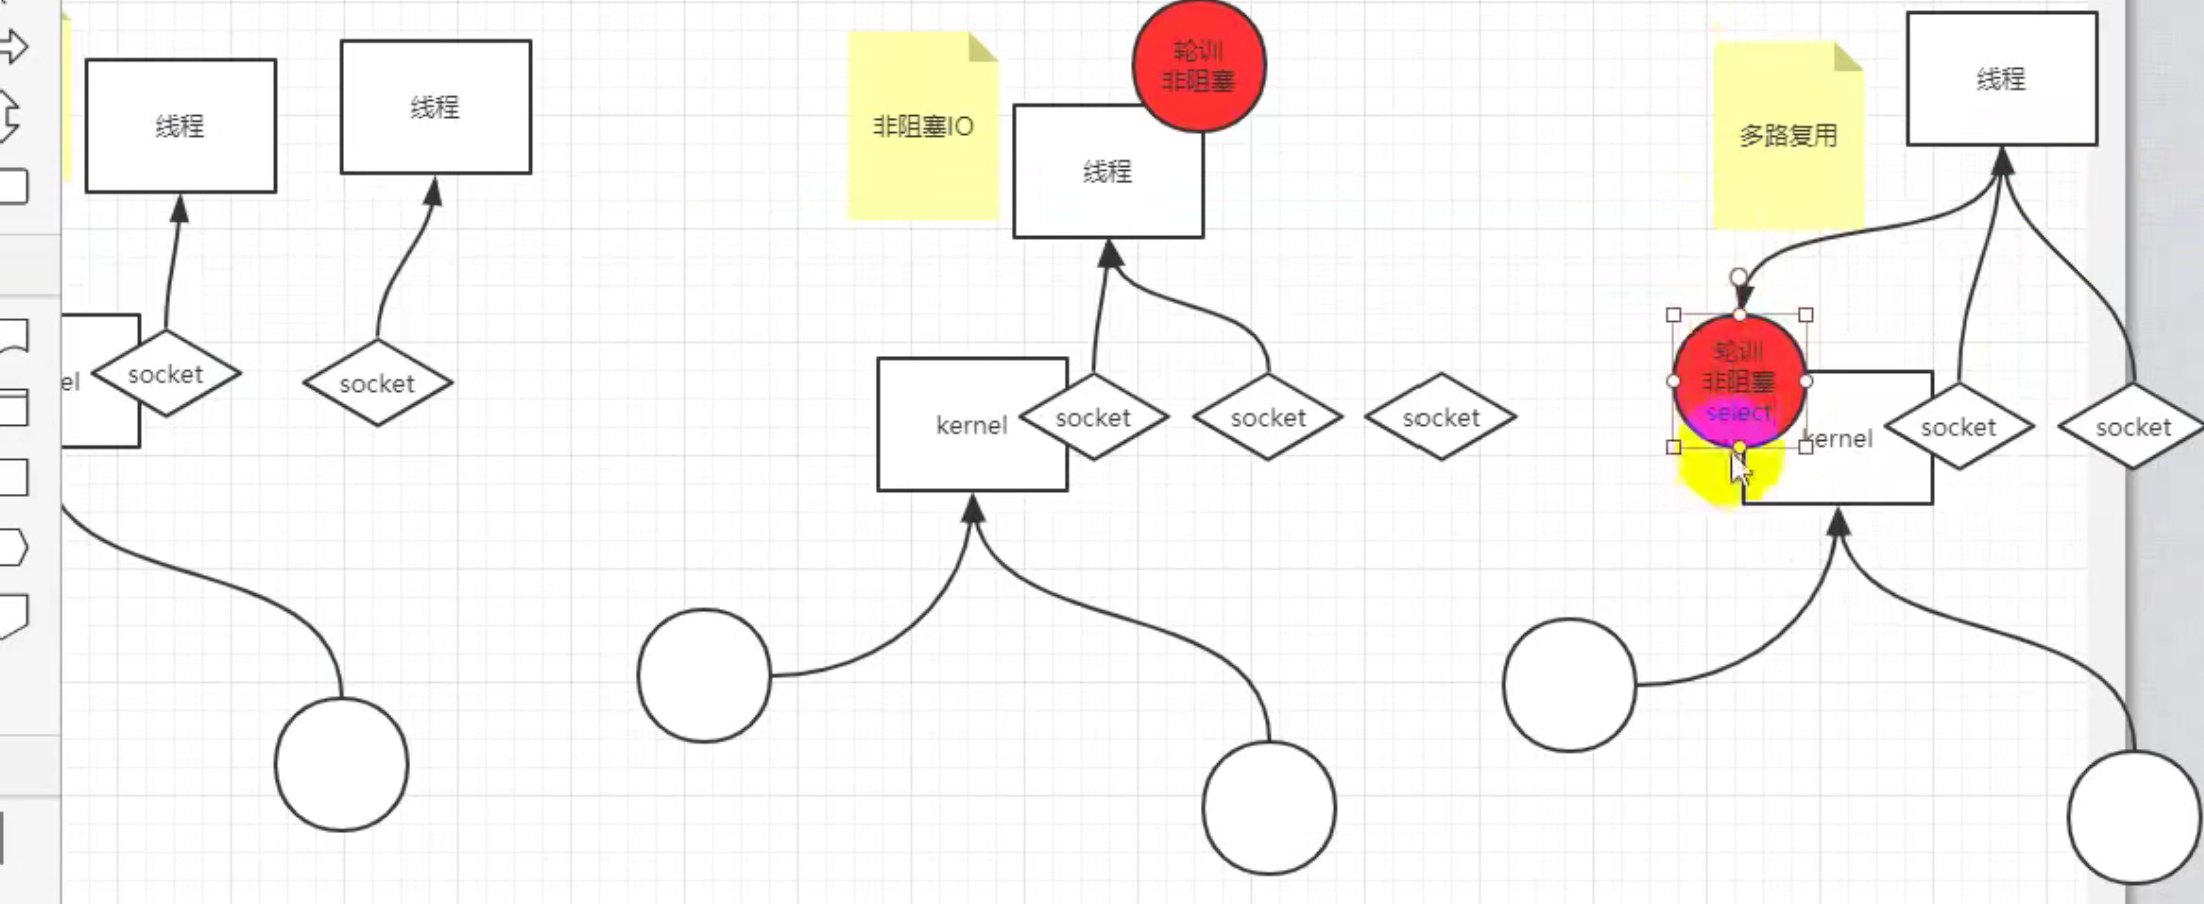 线程
线程
socket
socket
el
非阻塞IO
轮训
非阻塞
线程
kernel
socket
socket
socket
多路复用
线程
轮训
非阻塞
select
kernel
socket
socket